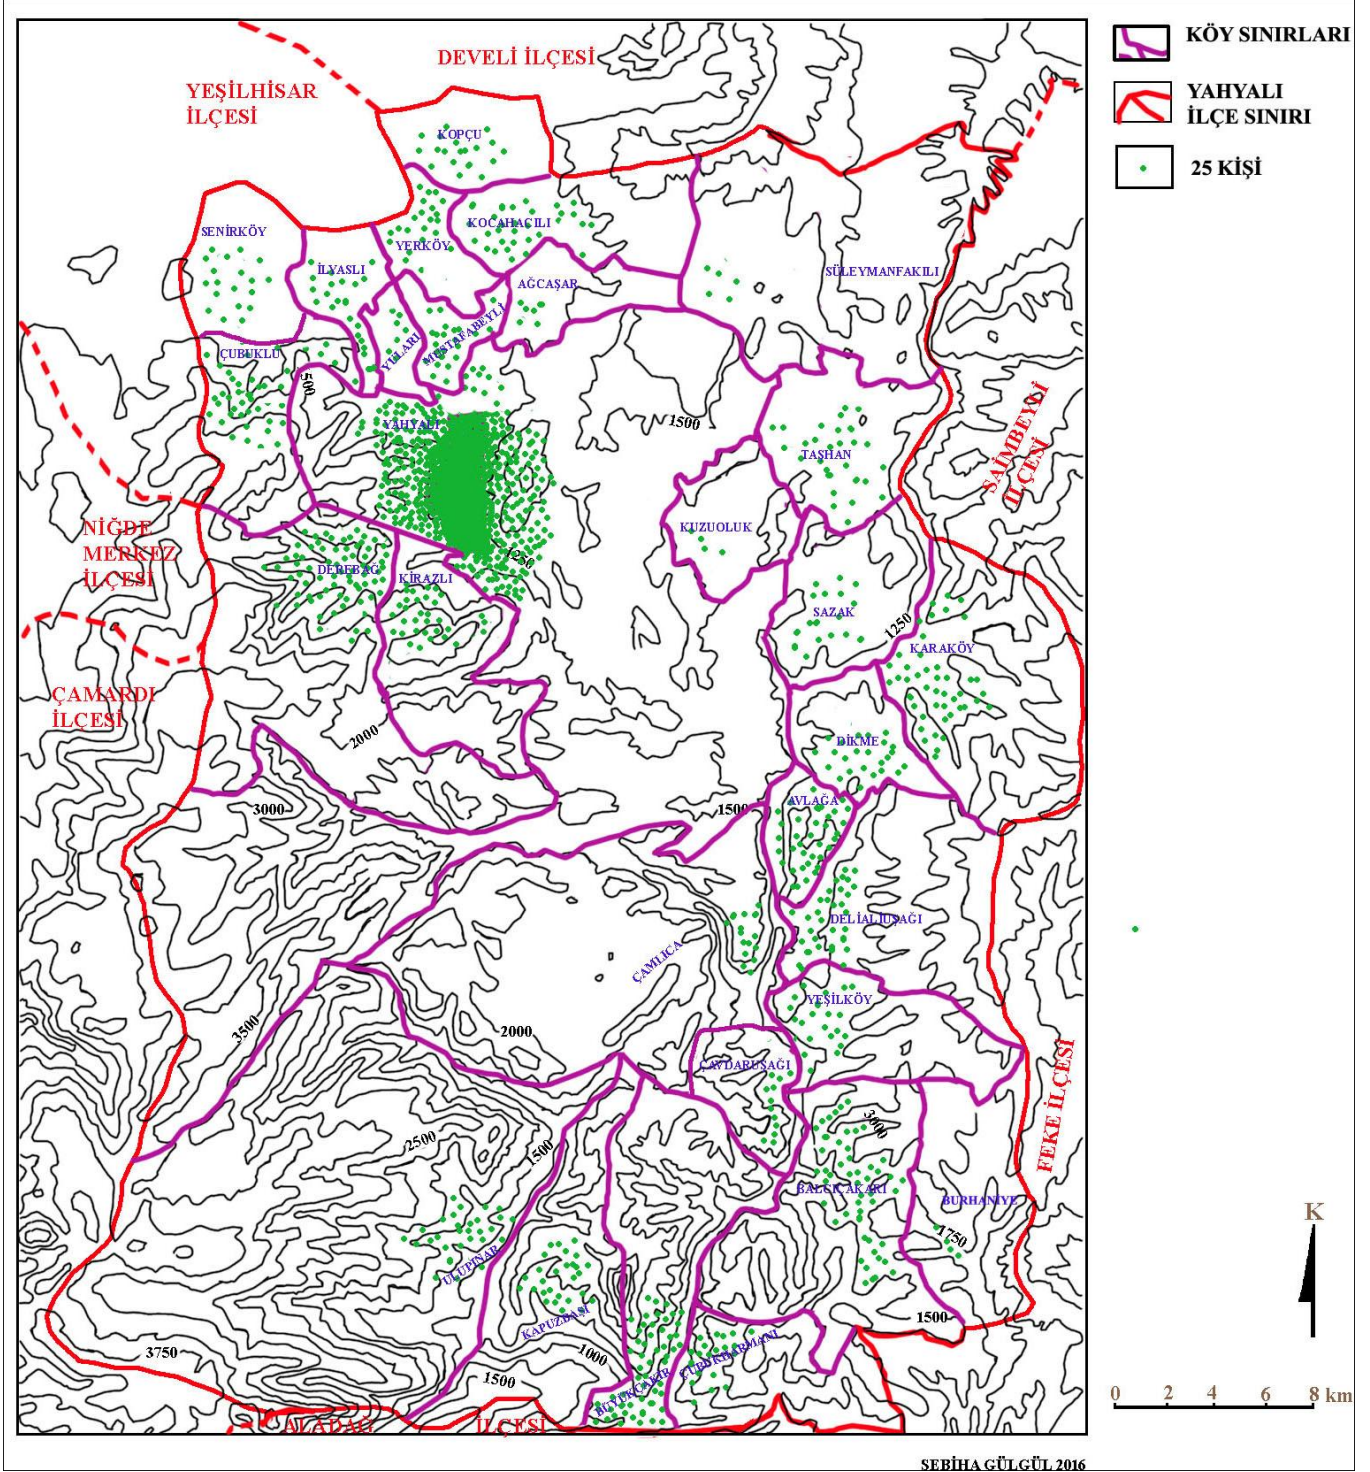 DEVELİ İLÇESİ
YEŞİLHİSAR
İLÇESİ
KÖY SINIRLARI
YAHYALI
İLÇE SINIRI
25 KİŞİ
KOPÇU
SENİRKÖY
KOCAHACILI
YERKÖY
İLYASLI
AĞCAŞAR
SÜLEYMANFAKILI
ÇUBUKLU
YULARI
MUSTAFABEYLİ
500
1500
YAHYALI
TAŞHAN
SAİMBEYLİ
İLÇESİ
KUZUOLUK
NİĞDE
MERKEZ
İLÇESİ
1250
DEREBAĞ
KİRAZLI
SAZAK
1250
KARAKÖY
ÇAMARDI
İLÇESİ
2000
DİKME
3000
1500
AVLAĞA
DELİALİUŞAĞI
ÇAMLICA
YEŞİLKÖY
3500
2000
ÇAVDARUŞAĞI
FEKE İLÇESİ
2500
1500
3000
BALCIÇAKIRI
BURHANİYE
1750
ULUPINAR
KAPUZBAŞI
1000
1500
3750
1500
BÜYÜKÇAKIR
ÇUBUKHARMANI
ALADAĞ
İLÇESİ
K
0 2 4 6 8 km
SEBİHA GÜLGÜL 2016